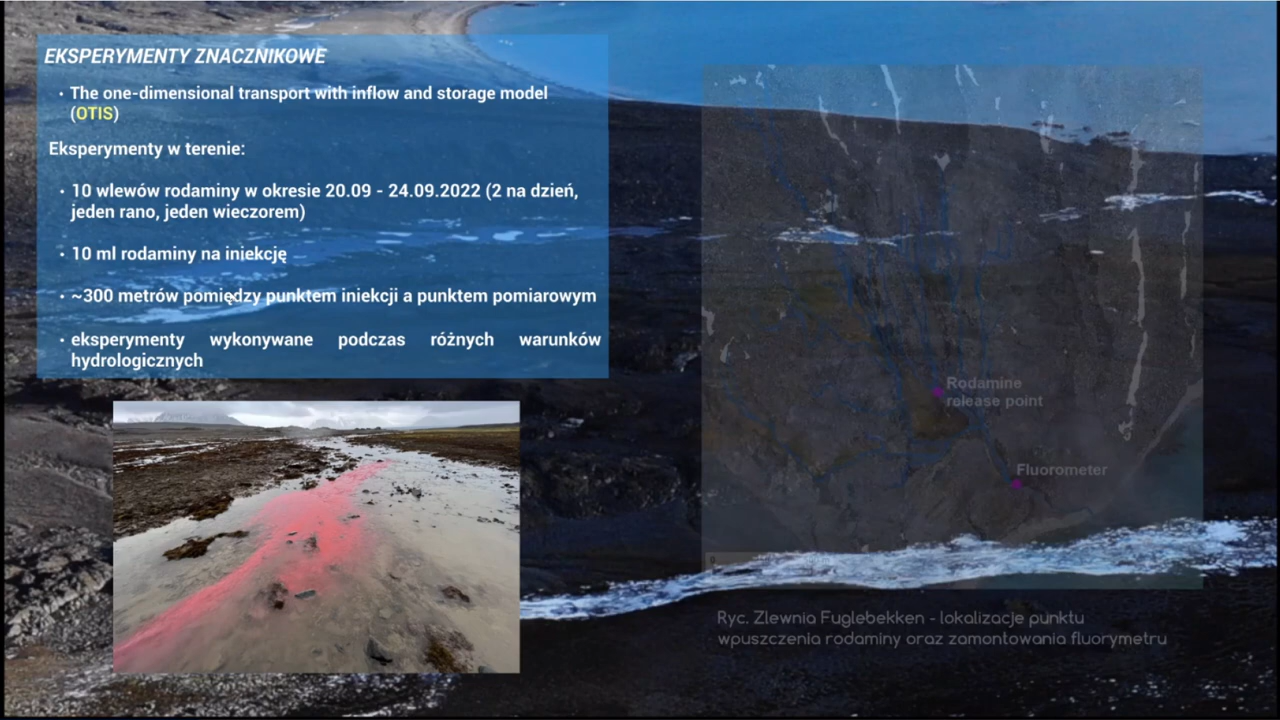 EKSPERYMENTY ZNACZNIKOWE
• The one-dimensional transport with inflow and storage model
(OTIS)
Eksperymenty w terenie:
• 10 wlewów rodaminy w okresie 20.09 - 24.09.2022 (2 na dzień,
jeden rano, jeden wieczorem)
• 10 ml rodaminy na iniekcję
• ~300 metrów pomiędzy punktem iniekcji a punktem pomiarowym
• eksperymenty wykonywane podczas różnych warunków
hydrologicznych
Rodamine
release point
Fluorometer
Ryc. Zlewnia Fuglebekken - lokalizacje punktu
wpuszczenia rodaminy oraz zamontowania fluorymetru